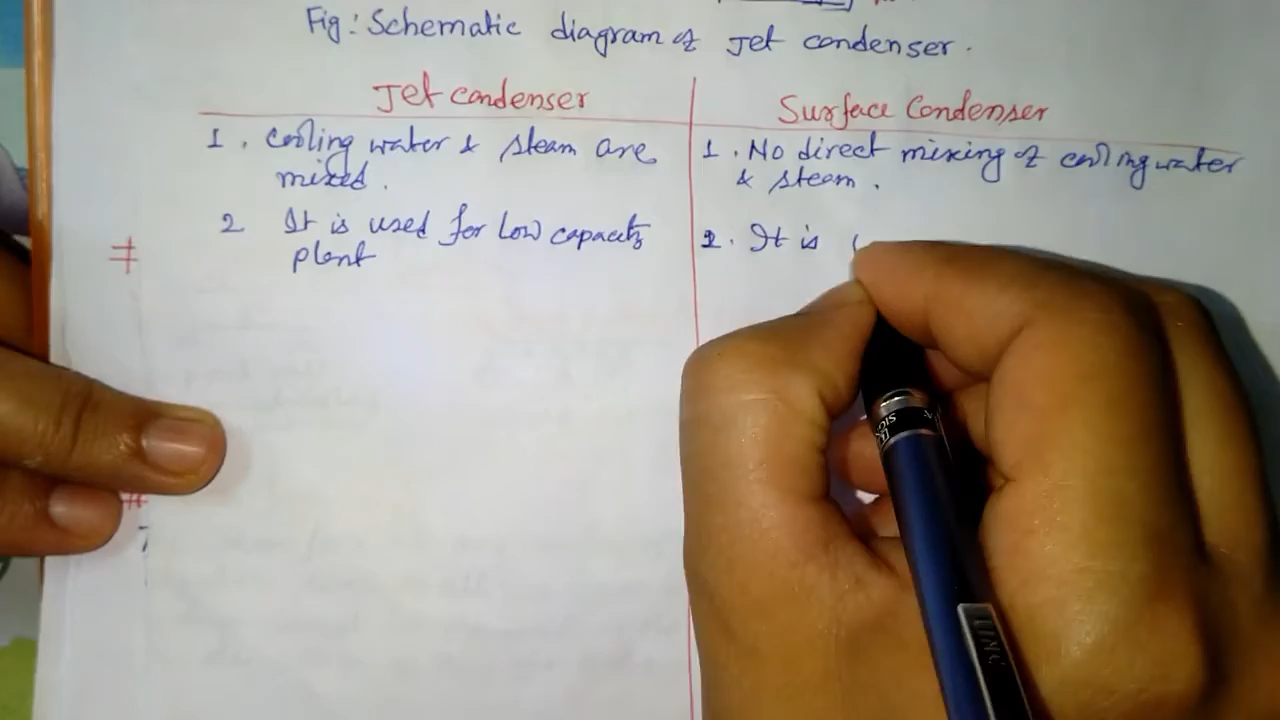 Fig: Schematic diagram of Jet condenser.
Jet condenser
Surface Condenser
1. Cooling water & steam are
mixed.
1. No direct mixing of cooling water
& steam.
2 It is used for low capacity
plant
2. It is
#
#